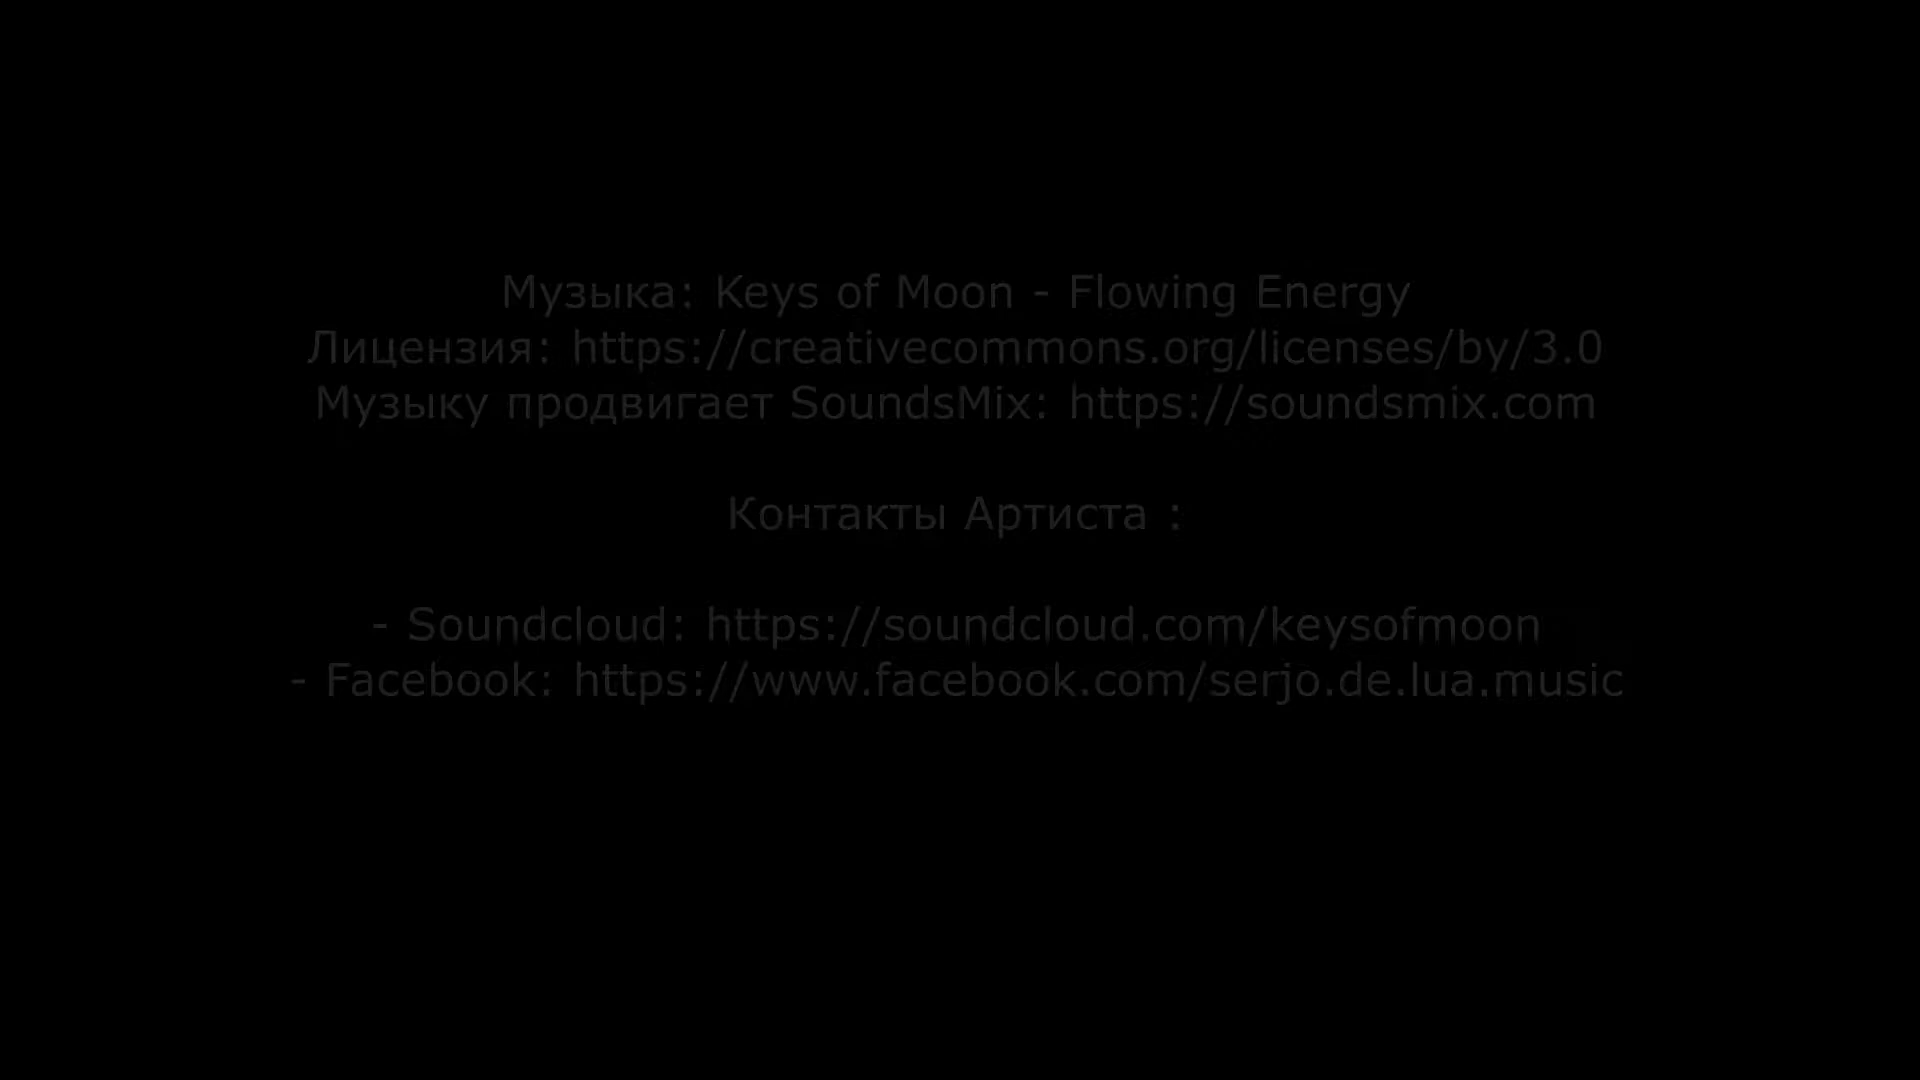 Музыка: Keys of Moon - Flowing Energy
Лицензия: https://creativecommons.org/licenses/by/3.0
Музыку продвигает SoundsMix: https://soundsmix.com
Контакты Артиста :
- Soundcloud: https://soundcloud.com/keysofmoon
- Facebook: https://www.facebook.com/serjo.de.lua.music